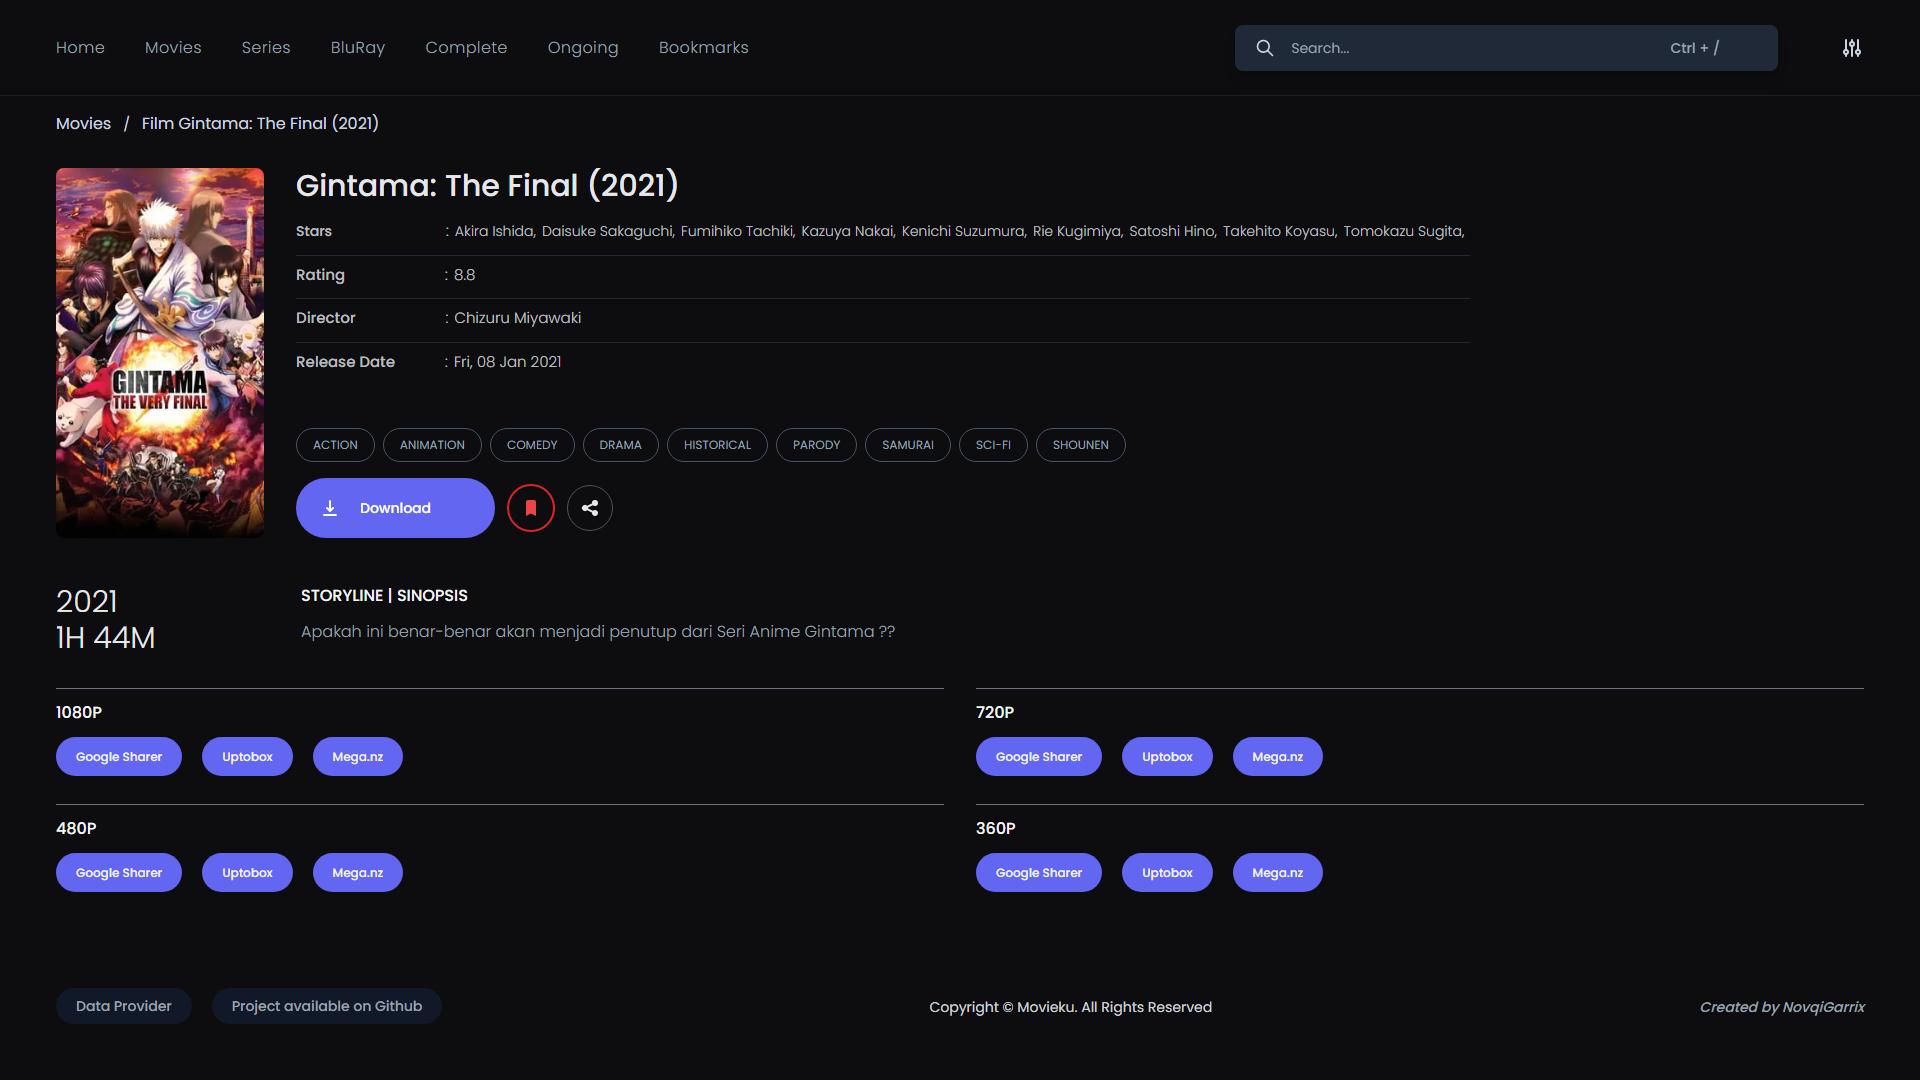 Home Movies Series BluRay Complete Ongoing Bookmarks Search... Ctrl + /
Movies / Film Gintama: The Final (2021)
GINTAMA
THE VERY FINAL
Gintama: The Final (2021)
Stars : Akira Ishida, Daisuke Sakaguchi, Fumihiko Tachiki, Kazuya Nakai, Kenichi Suzumura, Rie Kugimiya, Satoshi Hino, Takehito Koyasu, Tomokazu Sugita,
Rating : 8.8
Director : Chizuru Miyawaki
Release Date : Fri, 08 Jan 2021
ACTION ANIMATION COMEDY DRAMA HISTORICAL PARODY SAMURAI SCI-FI SHOUNEN
Download
2021
1H 44M
STORYLINE | SINOPSIS
Apakah ini benar-benar akan menjadi penutup dari Seri Anime Gintama ??
1080P
Google Sharer Uptobox Mega.nz
720P
Google Sharer Uptobox Mega.nz
480P
Google Sharer Uptobox Mega.nz
360P
Google Sharer Uptobox Mega.nz
Data Provider Project available on Github Copyright © Movieku. All Rights Reserved Created by NovqiGarrix